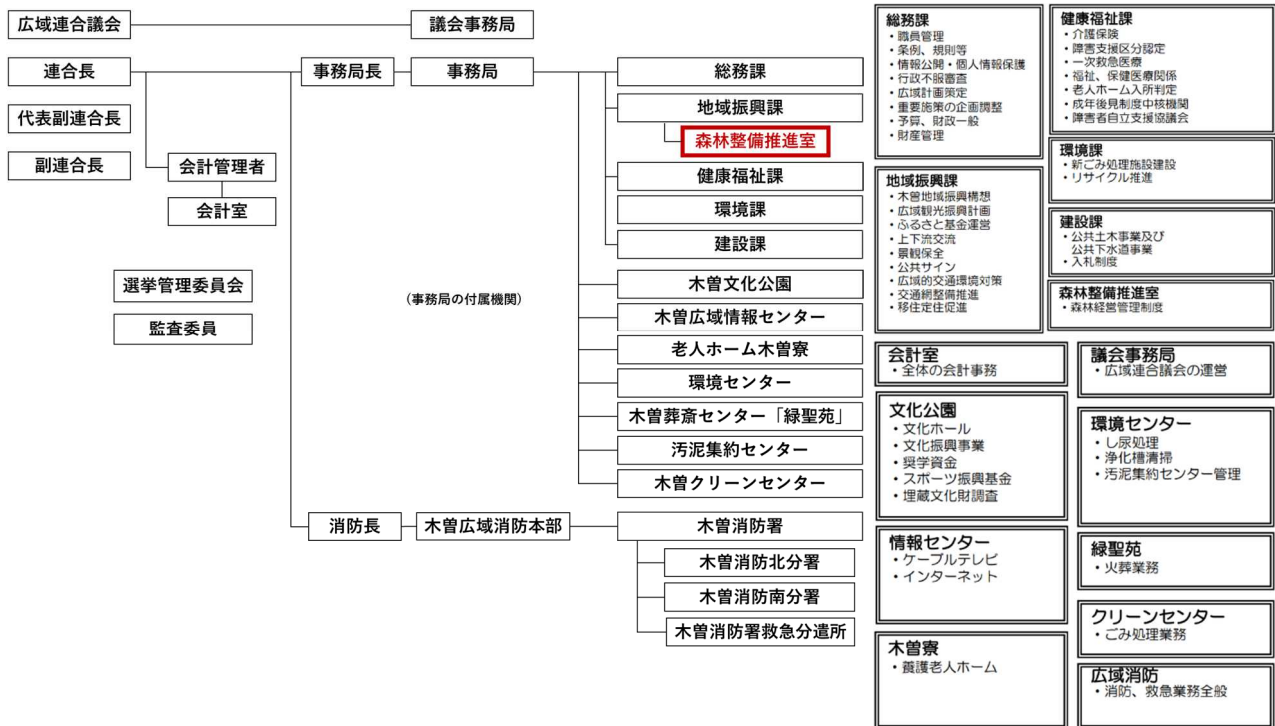 広域連合議会
議会事務局
連合長
事務局長
事務局
総務課
代表副連合長
地域振興課
森林整備推進室
副連合長
会計管理者
健康福祉課
会計室
環境課
建設課
選挙管理委員会
監査委員
(事務局の付属機関)
木曽文化公園
木曽広域情報センター
老人ホーム木曽寮
環境センター
木曽葬斎センター「緑聖苑」
汚泥集約センター
木曽クリーンセンター
消防長
木曽広域消防本部
木曽消防署
木曽消防北分署
木曽消防南分署
木曽消防署救急分遣所
総務課
・職員管理
・条例、規則等
・情報公開・個人情報保護
・行政不服審査
・広域計画策定
・重要施策の企画調整
・予算、財政一般
・財産管理
健康福祉課
・介護保険
・障害支援区分認定
・一次救急医療
・福祉、保健医療関係
・老人ホーム入所判定
・成年後見制度中核機関
・障害者自立支援協議会
環境課
・新ごみ処理施設建設
・リサイクル推進
地域振興課
・木曽地域振興構想
・広域観光振興計画
・ふるさと基金運営
・上下流交流
・景観保全
・公共サイン
・広域的交通環境対策
・交通網整備推進
・移住定住促進
建設課
・公共土木事業及び
公共下水道事業
・入札制度
森林整備推進室
・森林経営管理制度
会計室
・全体の会計事務
議会事務局
・広域連合議会の運営
文化公園
・文化ホール
・文化振興事業
・奨学資金
・スポーツ振興基金
・埋蔵文化財調査
環境センター
・し尿処理
・浄化槽清掃
・汚泥集約センター管理
情報センター
・ケーブルテレビ
・インターネット
緑聖苑
・火葬業務
クリーンセンター
・ごみ処理業務
木曽寮
・養護老人ホーム
広域消防
・消防、救急業務全般